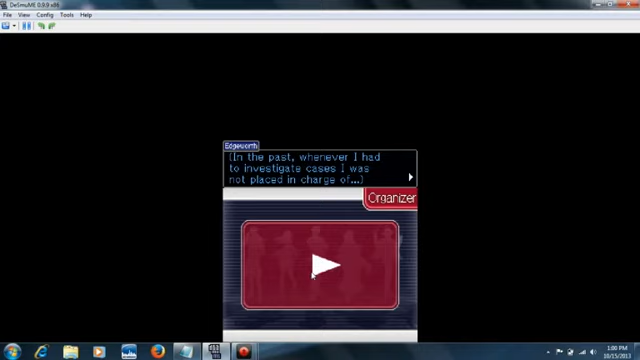 DeSmuME 0.9.9 x86
File View Config Tools Help
Edgeworth
(In the past, whenever I had
to investigate cases I was
not placed in charge of...)
Organizer
1:00 PM
10/15/2013